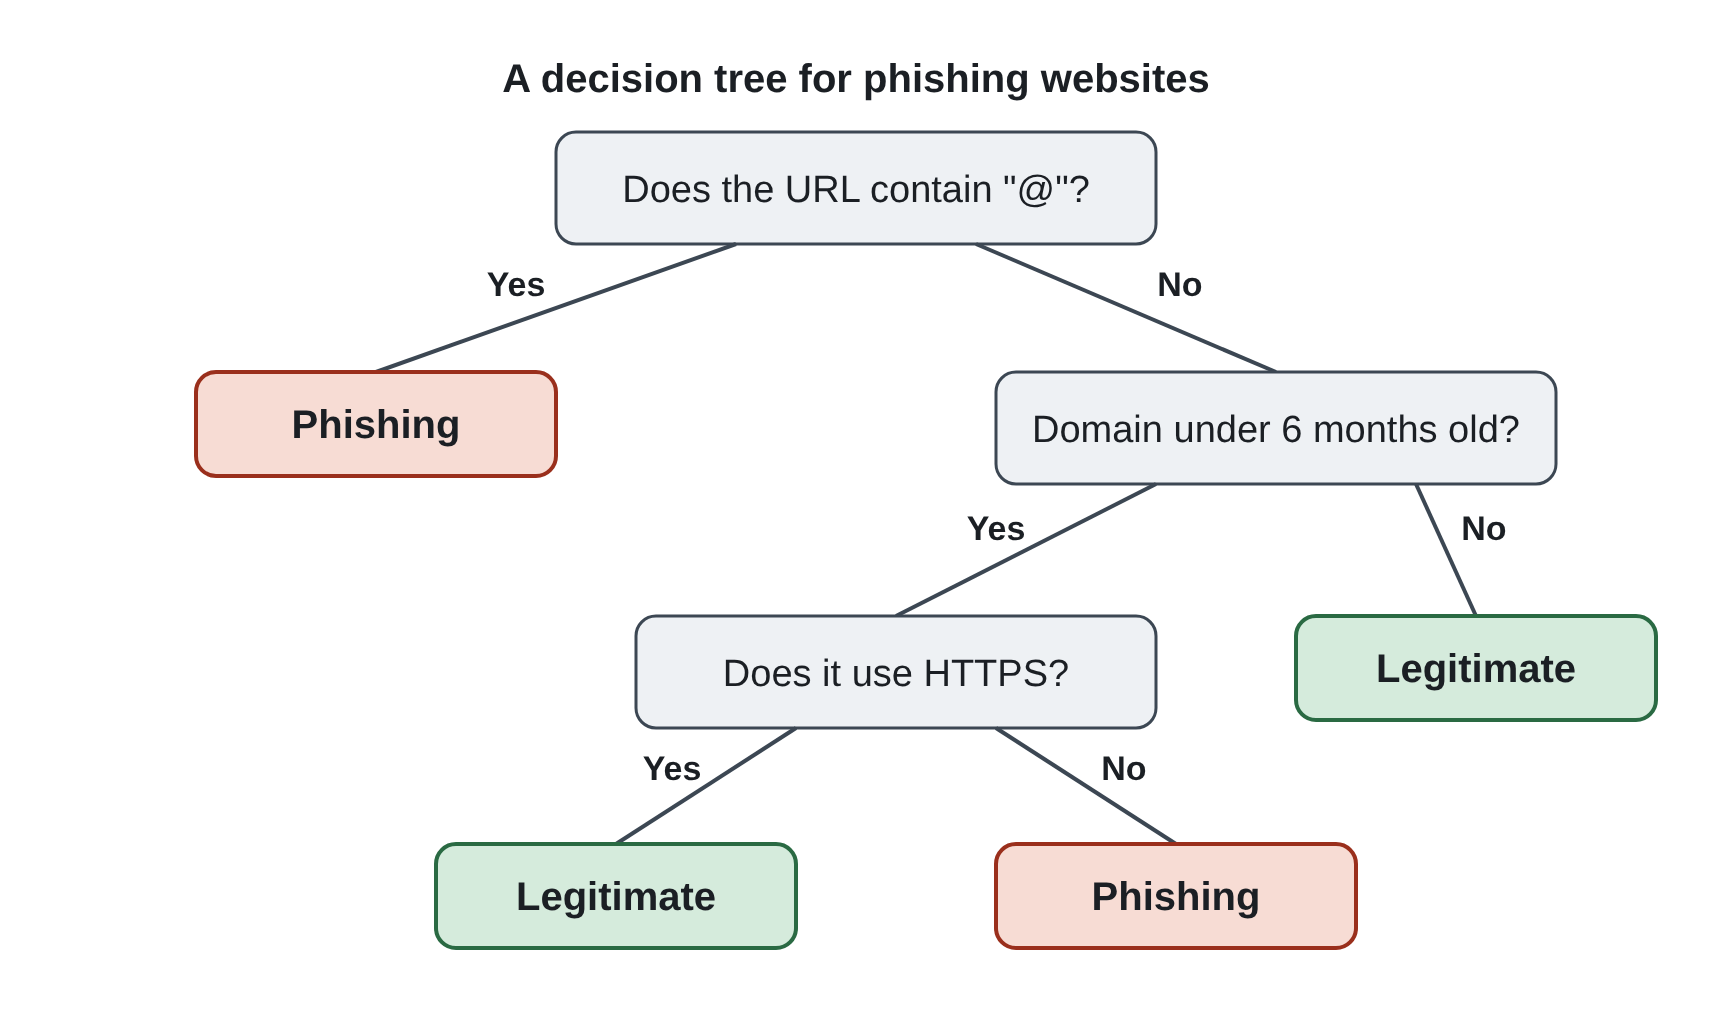 A decision tree for phishing websites
Does the URL contain "@"?
Yes
No
Phishing
Domain under 6 months old?
Yes
No
Does it use HTTPS?
Legitimate
Yes
No
Legitimate
Phishing